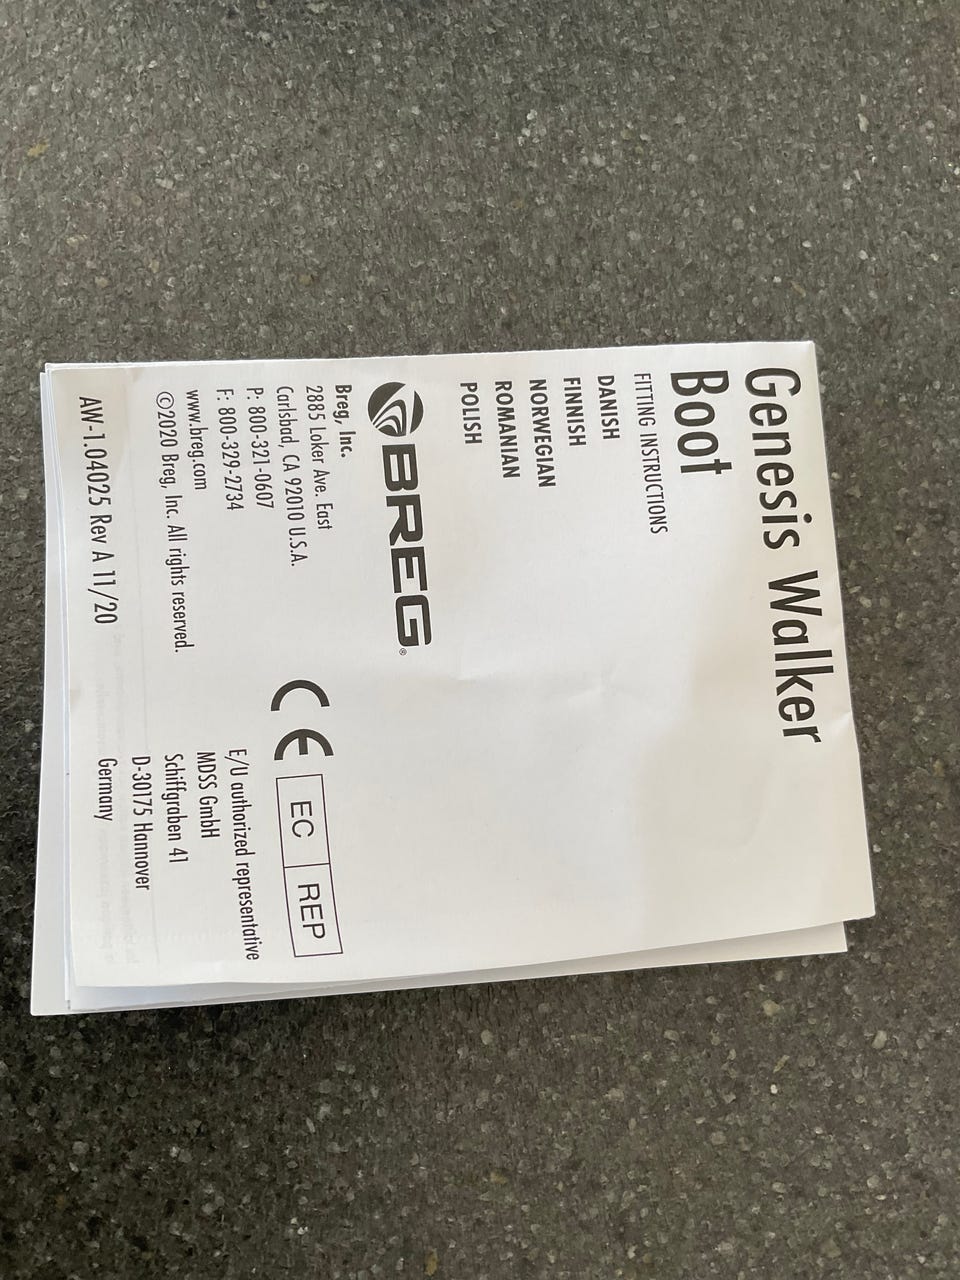 Genesis Walker
Boot
FITTING INSTRUCTIONS
DANISH
FINNISH
NORWEGIAN
ROMANIAN
POLISH
BREG®
Breg, Inc.
2885 Loker Ave. East
Carlsbad, CA 92010 U.S.A.
P: 800-321-0607
F: 800-329-2734
www.breg.com
©2020 Breg, Inc. All rights reserved.
AW-1.04025 Rev A 11/20
CE
EC REP
E/U authorized representative
MDSS GmbH
Schiffgraben 41
D-30175 Hannover
Germany